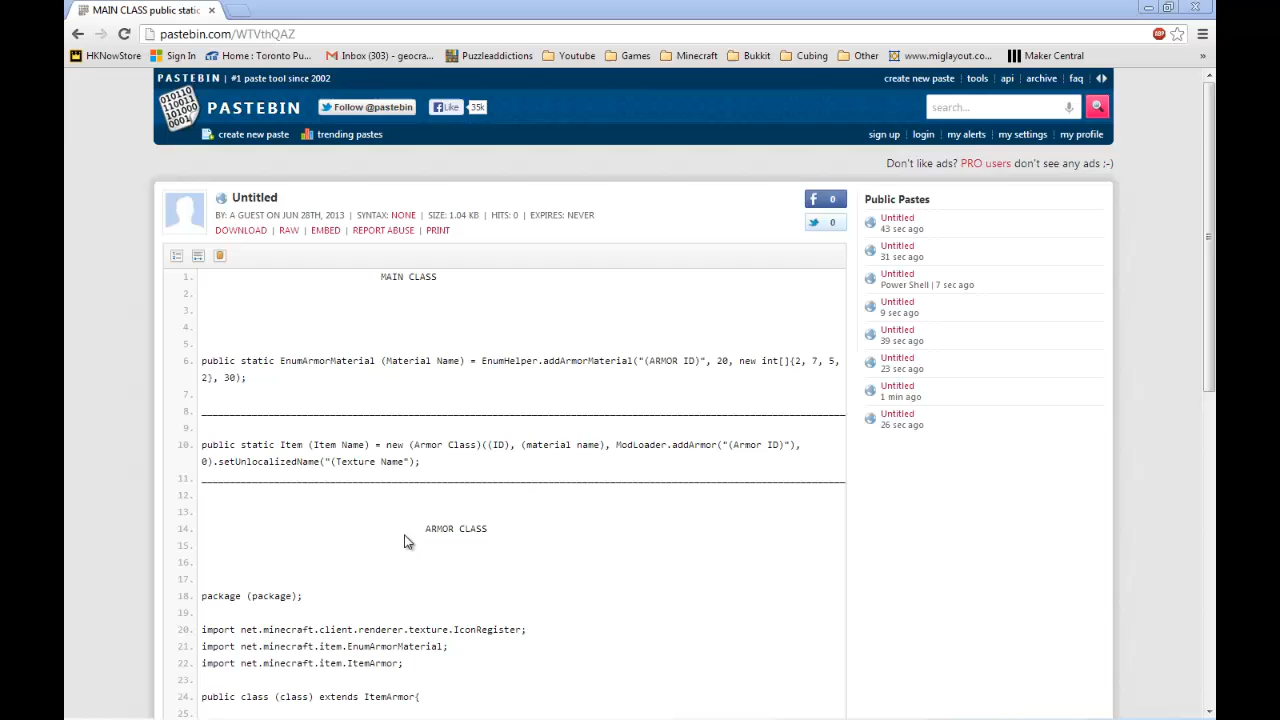 MAIN CLASS public static
pastebin.com/WTVthQAZ
HKNowStore
Sign In
Home : Toronto Pu...
Inbox (303) - geocra...
Puzzleaddictions
Youtube
Games
Minecraft
Bukkit
Cubing
Other
www.miglayout.co...
Maker Central
»
PASTEBIN | #1 paste tool since 2002
create new paste tools api archive faq
PASTEBIN
Follow @pastebin
Like
35k
search...
create new paste
trending pastes
sign up login my alerts my settings my profile
Don't like ads? PRO users don't see any ads ;-)
Untitled
BY: A GUEST ON JUN 28TH, 2013 | SYNTAX: NONE | SIZE: 1.04 KB | HITS: 0 | EXPIRES: NEVER
DOWNLOAD | RAW | EMBED | REPORT ABUSE | PRINT
0
0
1. MAIN CLASS
2.
3.
4.
5.
6. public static EnumArmorMaterial (Material Name) = EnumHelper.addArmorMaterial("(ARMOR ID)", 20, new int[]{2, 7, 5,
2}, 30);
7.
8. ____________________
9.
10. public static Item (Item Name) = new (Armor Class)((ID), (material name), ModLoader.addArmor("(Armor ID)"),
0).setUnlocalizedName("(Texture Name");
11. ____________________
12.
13.
14. ARMOR CLASS
15.
16.
17.
18. package (package);
19.
20. import net.minecraft.client.renderer.texture.IconRegister;
21. import net.minecraft.item.EnumArmorMaterial;
22. import net.minecraft.item.ItemArmor;
23.
24. public class (class) extends ItemArmor{
25.
Public Pastes
Untitled
43 sec ago
Untitled
31 sec ago
Untitled
Power Shell | 7 sec ago
Untitled
9 sec ago
Untitled
39 sec ago
Untitled
23 sec ago
Untitled
1 min ago
Untitled
26 sec ago